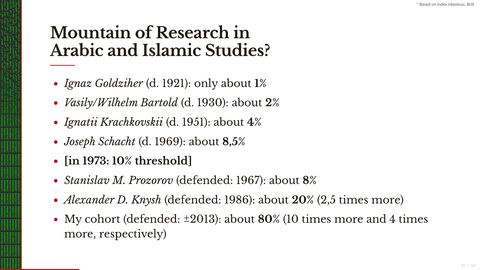 * Based on Index Islamicus, Brill
Mountain of Research in
Arabic and Islamic Studies?
• Ignaz Goldziher (d. 1921): only about 1%
• Vasily/Wilhelm Bartold (d. 1930): about 2%
• Ignatii Krachkovskii (d. 1951): about 4%
• Joseph Schacht (d. 1969): about 8,5%
• [in 1973: 10% threshold]
• Stanislav M. Prozorov (defended: 1967): about 8%
• Alexander D. Knysh (defended: 1986): about 20% (2,5 times more)
• My cohort (defended: ±2013): about 80% (10 times more and 4 times
more, respectively)